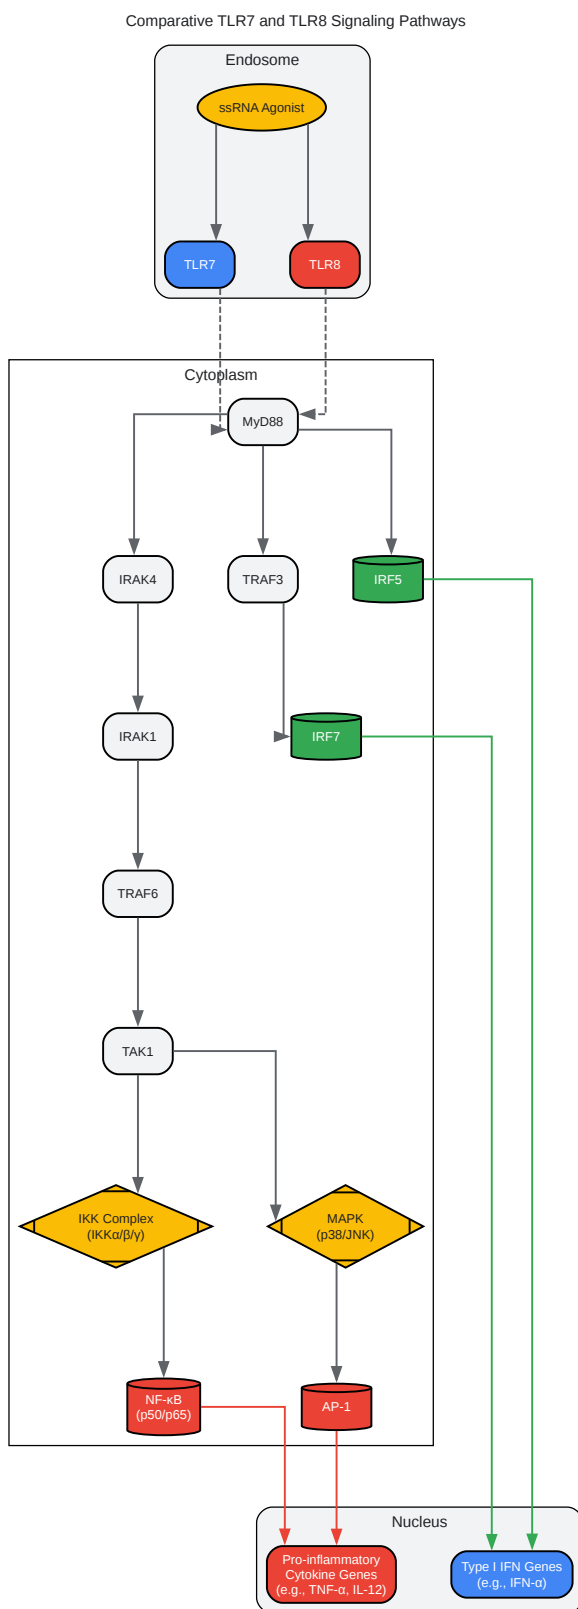 Comparative TLR7 and TLR8 Signaling Pathways
Endosome
ssRNA Agonist
TLR7
TLR8
Cytoplasm
MyD88
IRAK4
TRAF3
IRF5
IRAK1
IRF7
TRAF6
TAK1
IKK Complex
(IKKα/β/γ)
MAPK
(p38/JNK)
NF-κB
(p50/p65)
AP-1
Nucleus
Pro-inflammatory
Cytokine Genes
(e.g., TNF-α, IL-12)
Type I IFN Genes
(e.g., IFN-α)